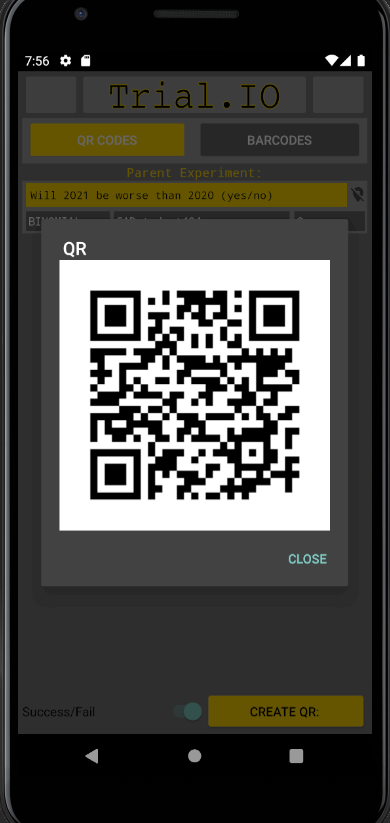 7:56
Trial.IO
QR CODES
BARCODES
Parent Experiment:
Will 2021 be worse than 2020 (yes/no)
QR
CLOSE
Success/Fail
CREATE QR: